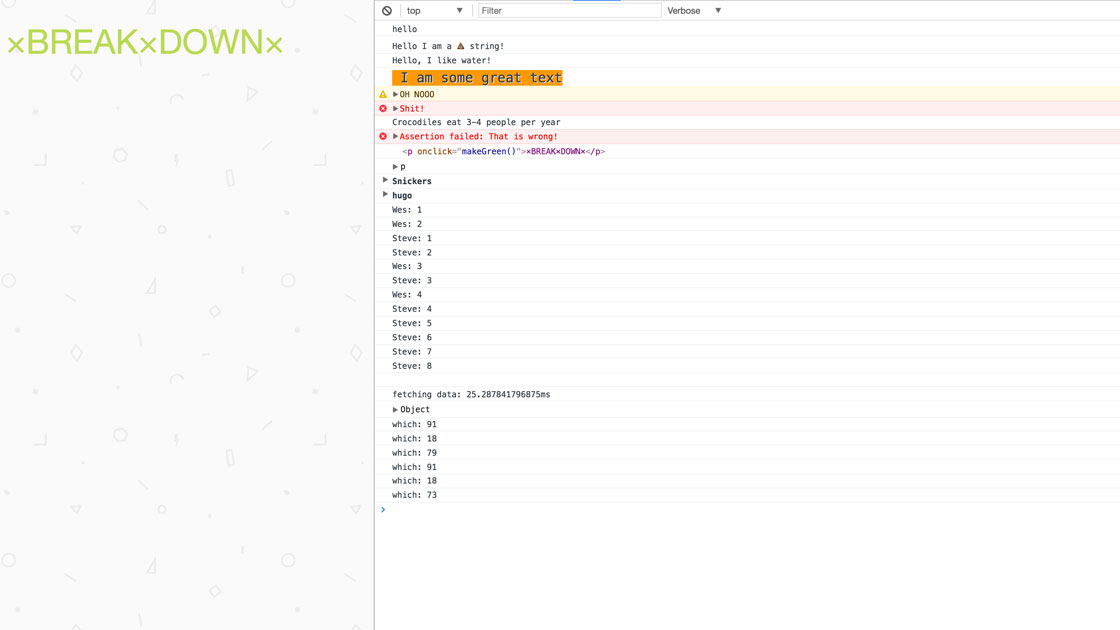 ×BREAK×DOWN×
top
Filter
Verbose
hello
Hello I am a 💩 string!
Hello, I like water!
I am some great text
OH NOOO
Shit!
Crocodiles eat 3-4 people per year
Assertion failed: That is wrong!
<p onclick="makeGreen()">×BREAK×DOWN×</p>
p
Snickers
hugo
Wes: 1
Wes: 2
Steve: 1
Steve: 2
Wes: 3
Steve: 3
Wes: 4
Steve: 4
Steve: 5
Steve: 6
Steve: 7
Steve: 8
fetching data: 25.287841796875ms
Object
which: 91
which: 18
which: 79
which: 91
which: 18
which: 73